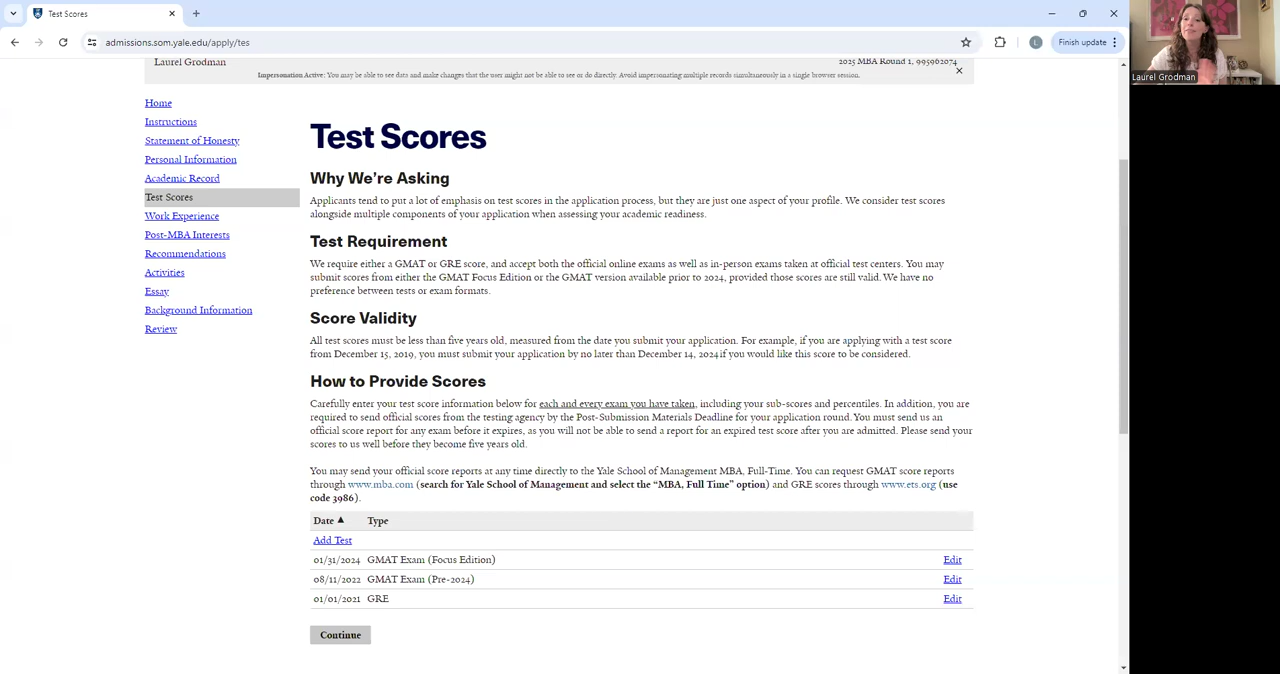 Test Scores
admissions.som.yale.edu/apply/tes
L
Finish update
Laurel Grodman
Laurel Grodman
2025 MBA Round 1, 995962074
Impersonation Active: You may be able to see data and make changes that the user might not be able to see or do directly. Avoid impersonating multiple records simultaneously in a single browser session.
Home
Instructions
Statement of Honesty
Personal Information
Academic Record
Test Scores
Work Experience
Post-MBA Interests
Recommendations
Activities
Essay
Background Information
Review
Test Scores
Why We're Asking
Applicants tend to put a lot of emphasis on test scores in the application process, but they are just one aspect of your profile. We consider test scores
alongside multiple components of your application when assessing your academic readiness.
Test Requirement
We require either a GMAT or GRE score, and accept both the official online exams as well as in-person exams taken at official test centers. You may
submit scores from either the GMAT Focus Edition or the GMAT version available prior to 2024, provided those scores are still valid. We have no
preference between tests or exam formats.
Score Validity
All test scores must be less than five years old, measured from the date you submit your application. For example, if you are applying with a test score
from December 15, 2019, you must submit your application by no later than December 14, 2024if you would like this score to be considered.
How to Provide Scores
Carefully enter your test score information below for each and every exam you have taken, including your sub-scores and percentiles. In addition, you are
required to send official scores from the testing agency by the Post-Submission Materials Deadline for your application round. You must send us an
official score report for any exam before it expires, as you will not be able to send a report for an expired test score after you are admitted. Please send your
scores to us well before they become five years old.
You may send your official score reports at any time directly to the Yale School of Management MBA, Full-Time. You can request GMAT score reports
through www.mba.com (search for Yale School of Management and select the "MBA, Full Time" option) and GRE scores through www.ets.org (use
code 3986).
Date ▲ Type
Add Test
01/31/2024 GMAT Exam (Focus Edition) Edit
08/11/2022 GMAT Exam (Pre-2024) Edit
01/01/2021 GRE Edit
Continue